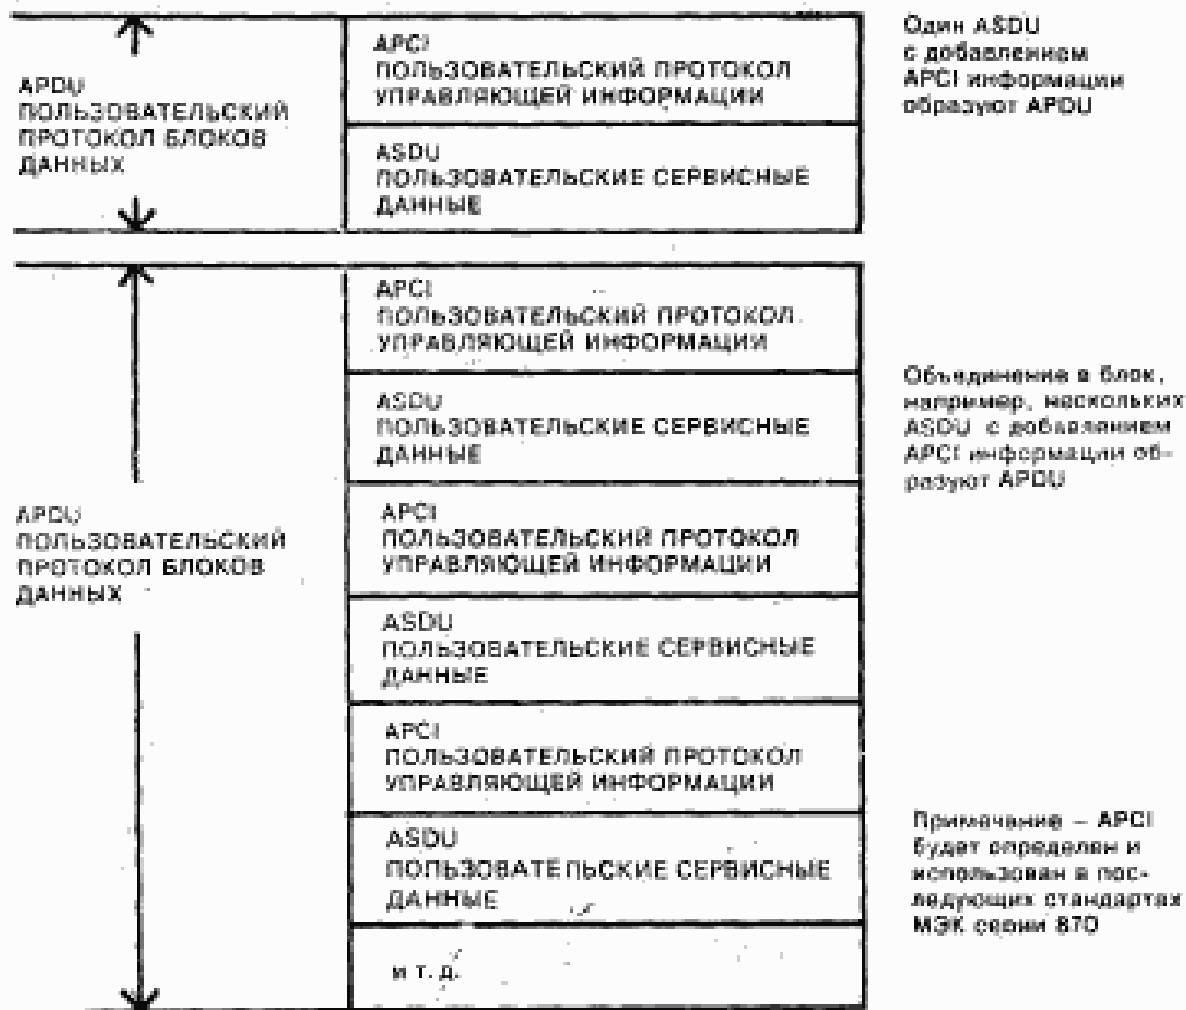 APDU
ПОЛЬЗОВАТЕЛЬСКИЙ
ПРОТОКОЛ БЛОКОВ
ДАННЫХ
APCI
ПОЛЬЗОВАТЕЛЬСКИЙ ПРОТОКОЛ
УПРАВЛЯЮЩЕЙ ИНФОРМАЦИИ
ASDU
ПОЛЬЗОВАТЕЛЬСКИЕ СЕРВИСНЫЕ
ДАННЫЕ
Один ASDU
с добавлением
APCI информации
образуют APDU
APDU
ПОЛЬЗОВАТЕЛЬСКИЙ
ПРОТОКОЛ БЛОКОВ
ДАННЫХ
APCI
ПОЛЬЗОВАТЕЛЬСКИЙ ПРОТОКОЛ
УПРАВЛЯЮЩЕЙ ИНФОРМАЦИИ
ASDU
ПОЛЬЗОВАТЕЛЬСКИЕ СЕРВИСНЫЕ
ДАННЫЕ
APCI
ПОЛЬЗОВАТЕЛЬСКИЙ ПРОТОКОЛ
УПРАВЛЯЮЩЕЙ ИНФОРМАЦИИ
ASDU
ПОЛЬЗОВАТЕЛЬСКИЕ СЕРВИСНЫЕ
ДАННЫЕ
APCI
ПОЛЬЗОВАТЕЛЬСКИЙ ПРОТОКОЛ
УПРАВЛЯЮЩЕЙ ИНФОРМАЦИИ
ASDU
ПОЛЬЗОВАТЕЛЬСКИЕ СЕРВИСНЫЕ
ДАННЫЕ
и т. д.
Объединение в блок,
например, нескольких
ASDU с добавлением
APCI информации об-
разуют APDU
Примечание – APCI
будет определен и
использован в пос-
ледующих стандартах
МЭК серии 870